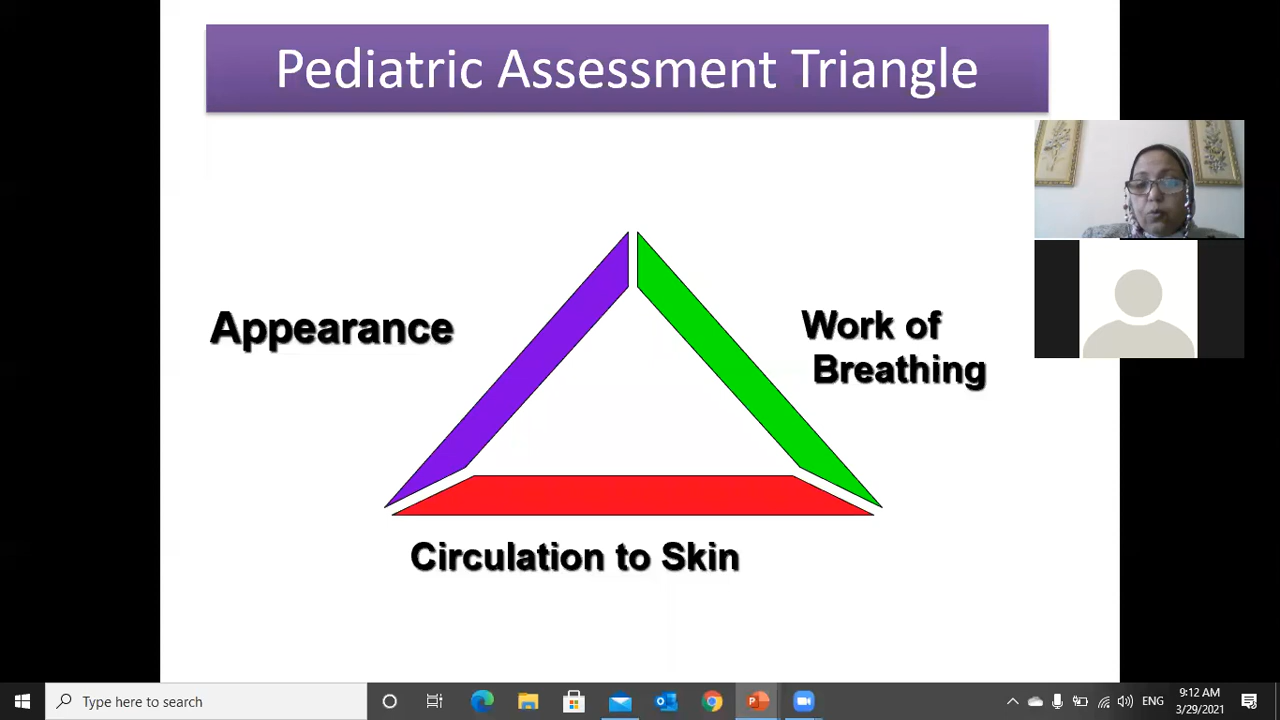 Pediatric Assessment Triangle
Appearance
Work of
Breathing
Circulation to Skin
Type here to search
ENG
9:12 AM
3/29/2021